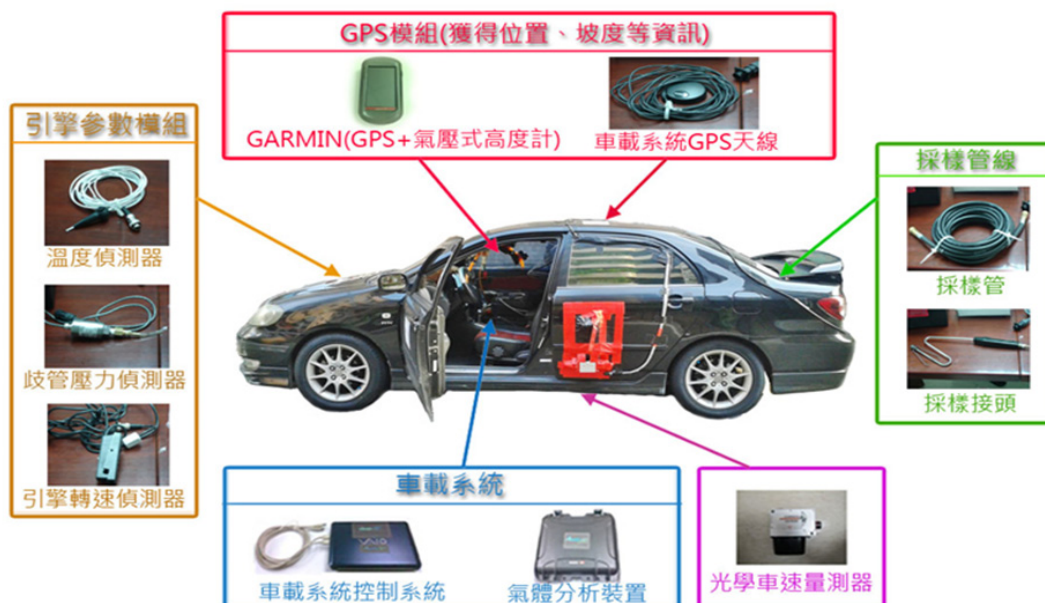 GPS模組(獲得位置、坡度等資訊)
GARMIN(GPS+氣壓式高度計)
車載系統GPS天線
引擎參數模組
溫度偵測器
歧管壓力偵測器
引擎轉速偵測器
採樣管線
採樣管
採樣接頭
車載系統
車載系統控制系統
氣體分析裝置
光學車速量測器
VAIO